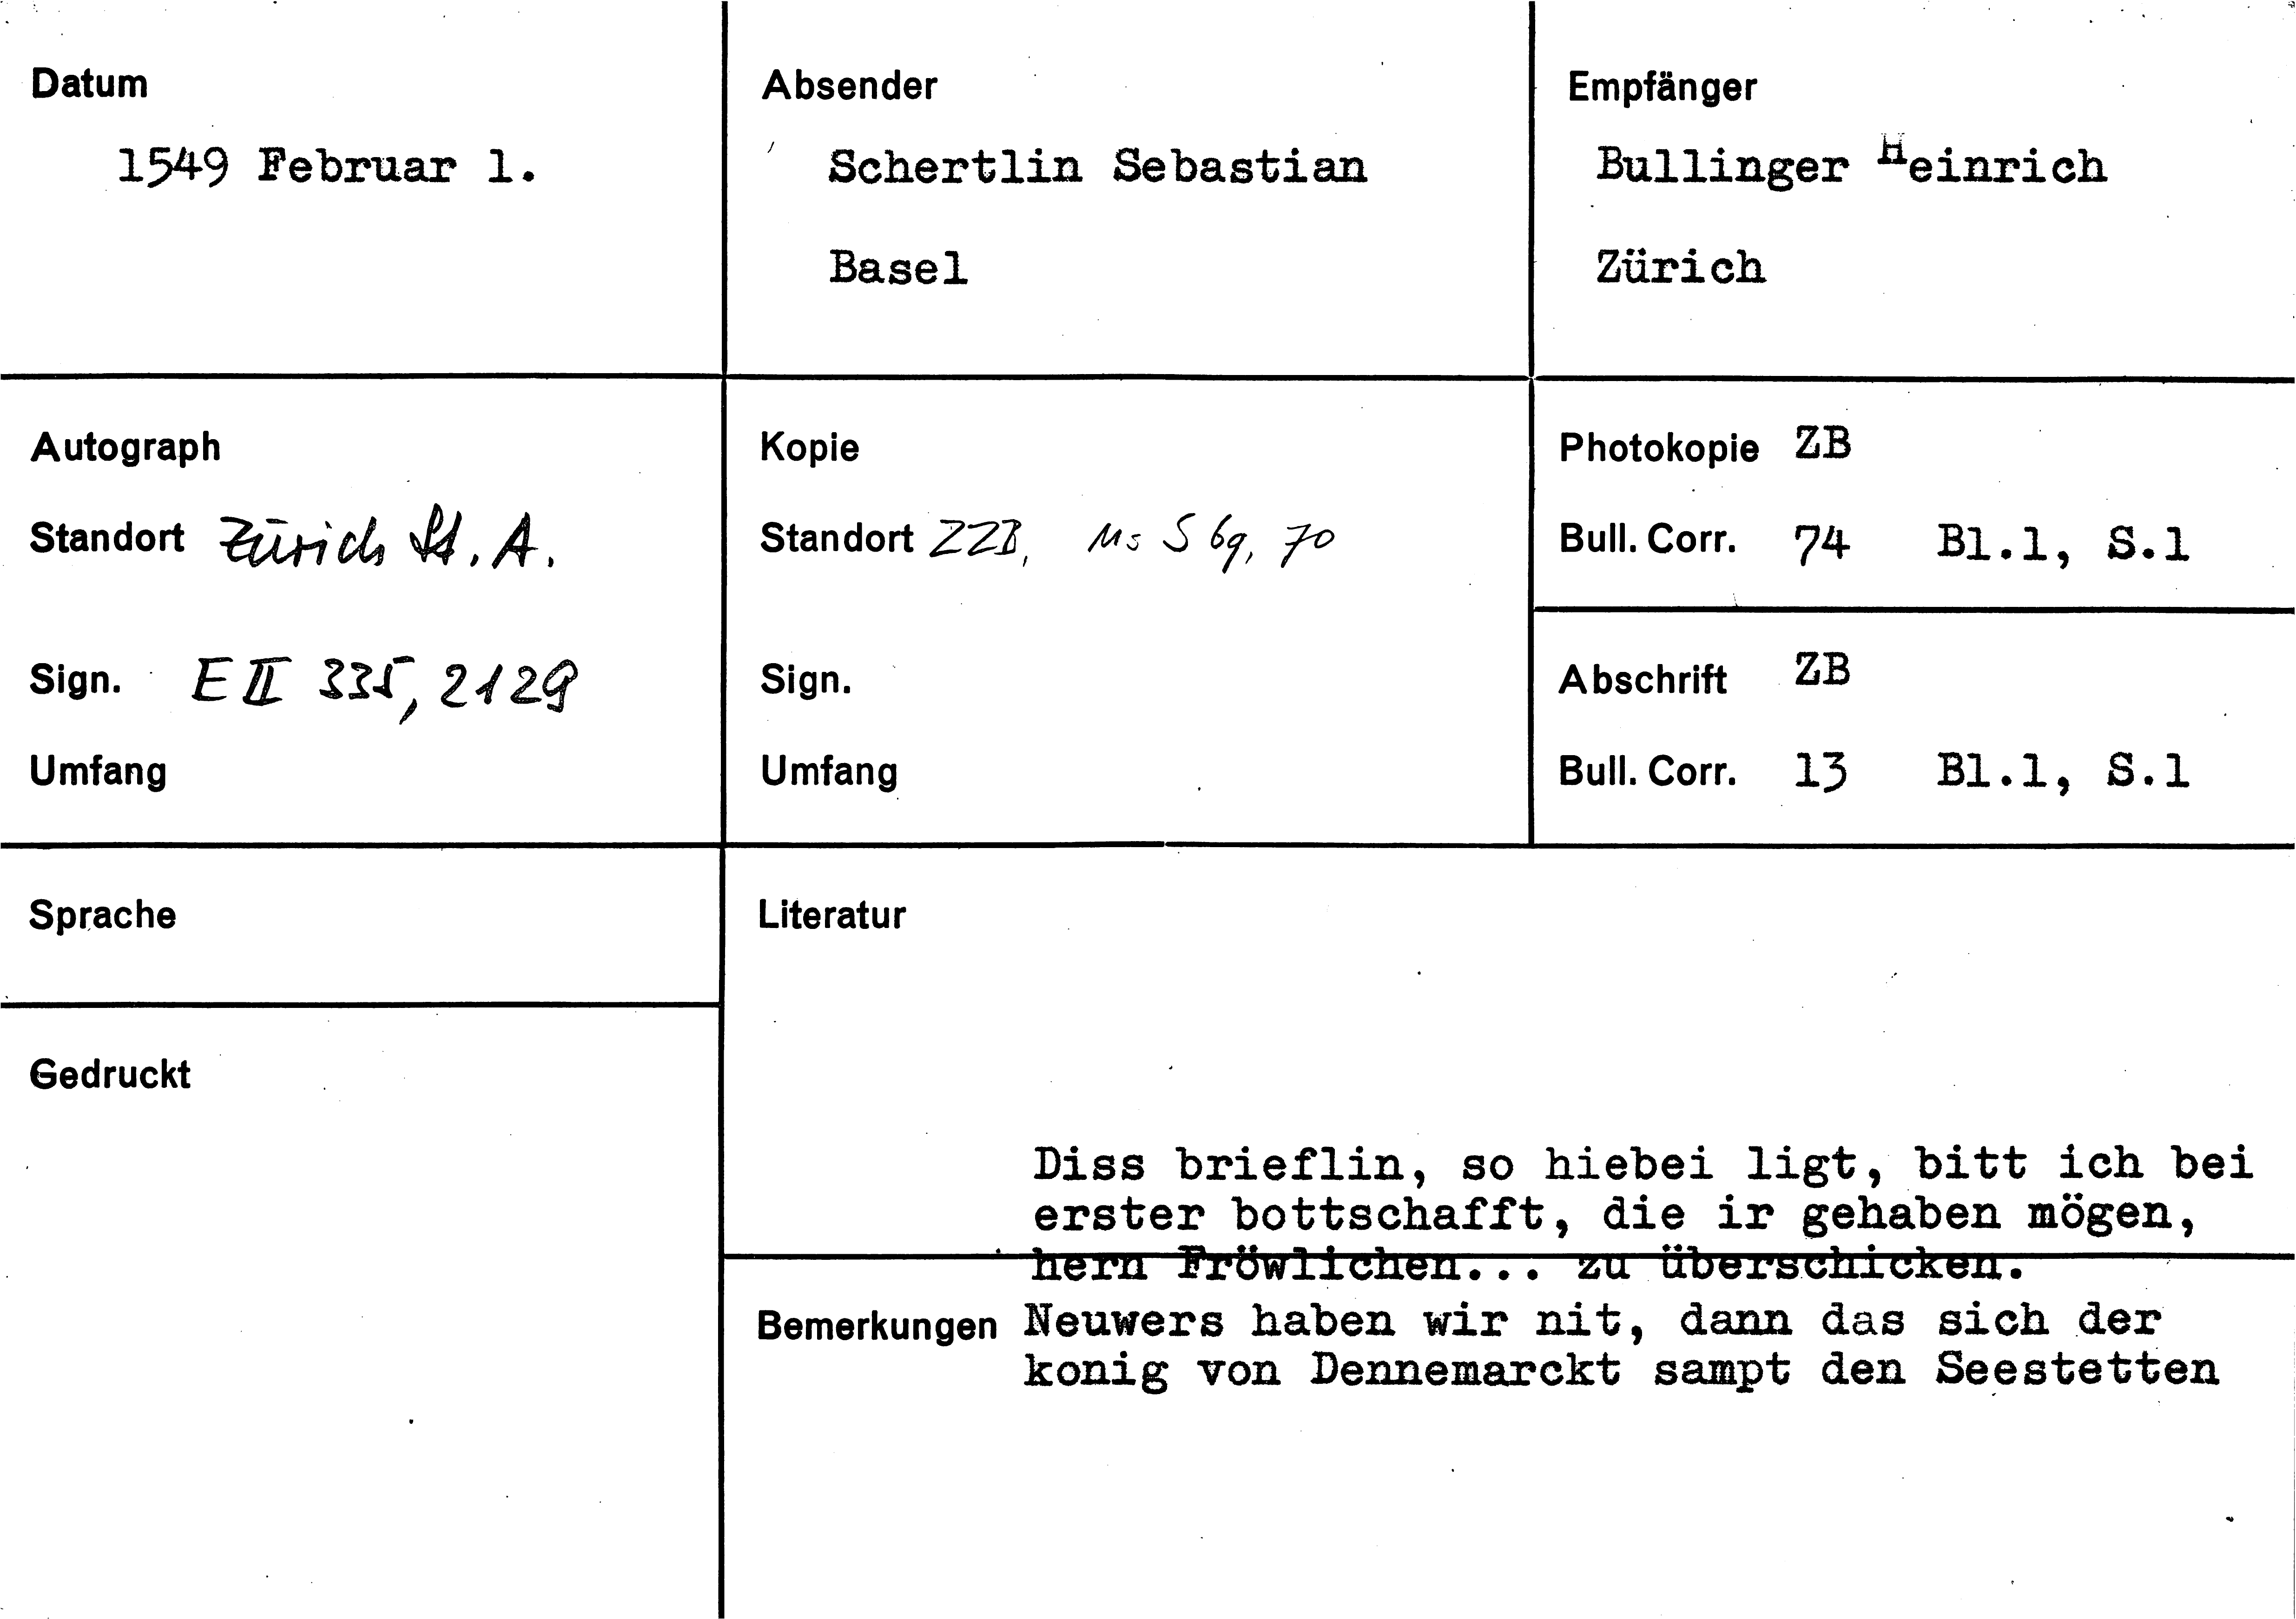 Datum
1549 Februar 1.
Absender
Schertlin Sebastian
Basel
Empfänger
Bullinger Heinrich
Zürich
Autograph
Standort Zürich St. A.
Sign. E II 335, 2129
Umfang
Kopie
Standort ZZB, Ms S 69, 70
Sign.
Umfang
Photokopie ZB
Bull. Corr. 74 Bl.1, S.1
Abschrift ZB
Bull. Corr. 13 Bl.1, S.1
Sprache
Gedruckt
Literatur
Diss brieflin, so hiebei ligt, bitt ich bei
erster bottschafft, die ir gehaben mögen,
hern Fröwlichen... zu überschicken.
Bemerkungen Neuwers haben wir nit, dann das sich der
konig von Dennemarckt sampt den Seestetten